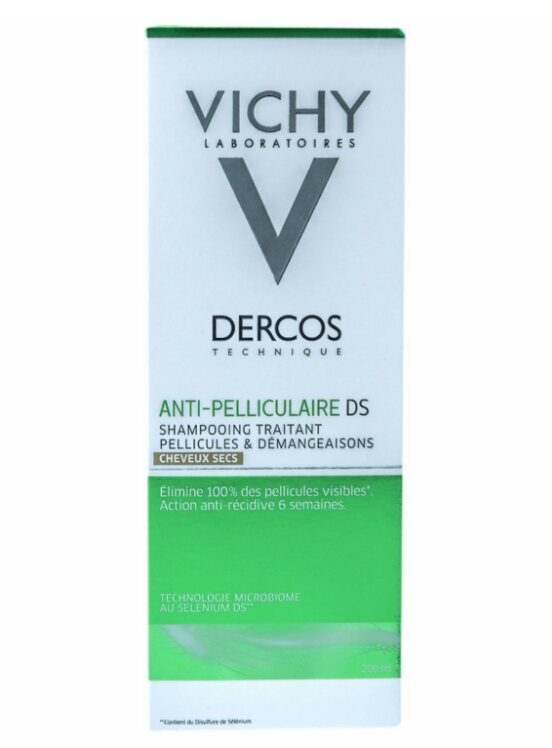 VICHY
LABORATOIRES
DERCOS
TECHNIQUE
ANTI-PELLICULAIRE DS
SHAMPOOING TRAITANT
PELLICULES & DÉMANGEAISONS
CHEVEUX SECS
Élimine 100% des pellicules visibles*.
Action anti-récidive 6 semaines.
TECHNOLOGIE MICROBIOME
AU SELENIUM DS**
200 ml
**Contient du Disulfure de Sélénium.